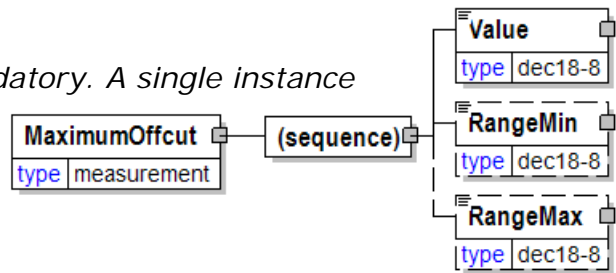 Value
type dec18-8
datory. A single instance
MaximumOffcut
type measurement
(sequence)
RangeMin
type dec18-8
RangeMax
type dec18-8